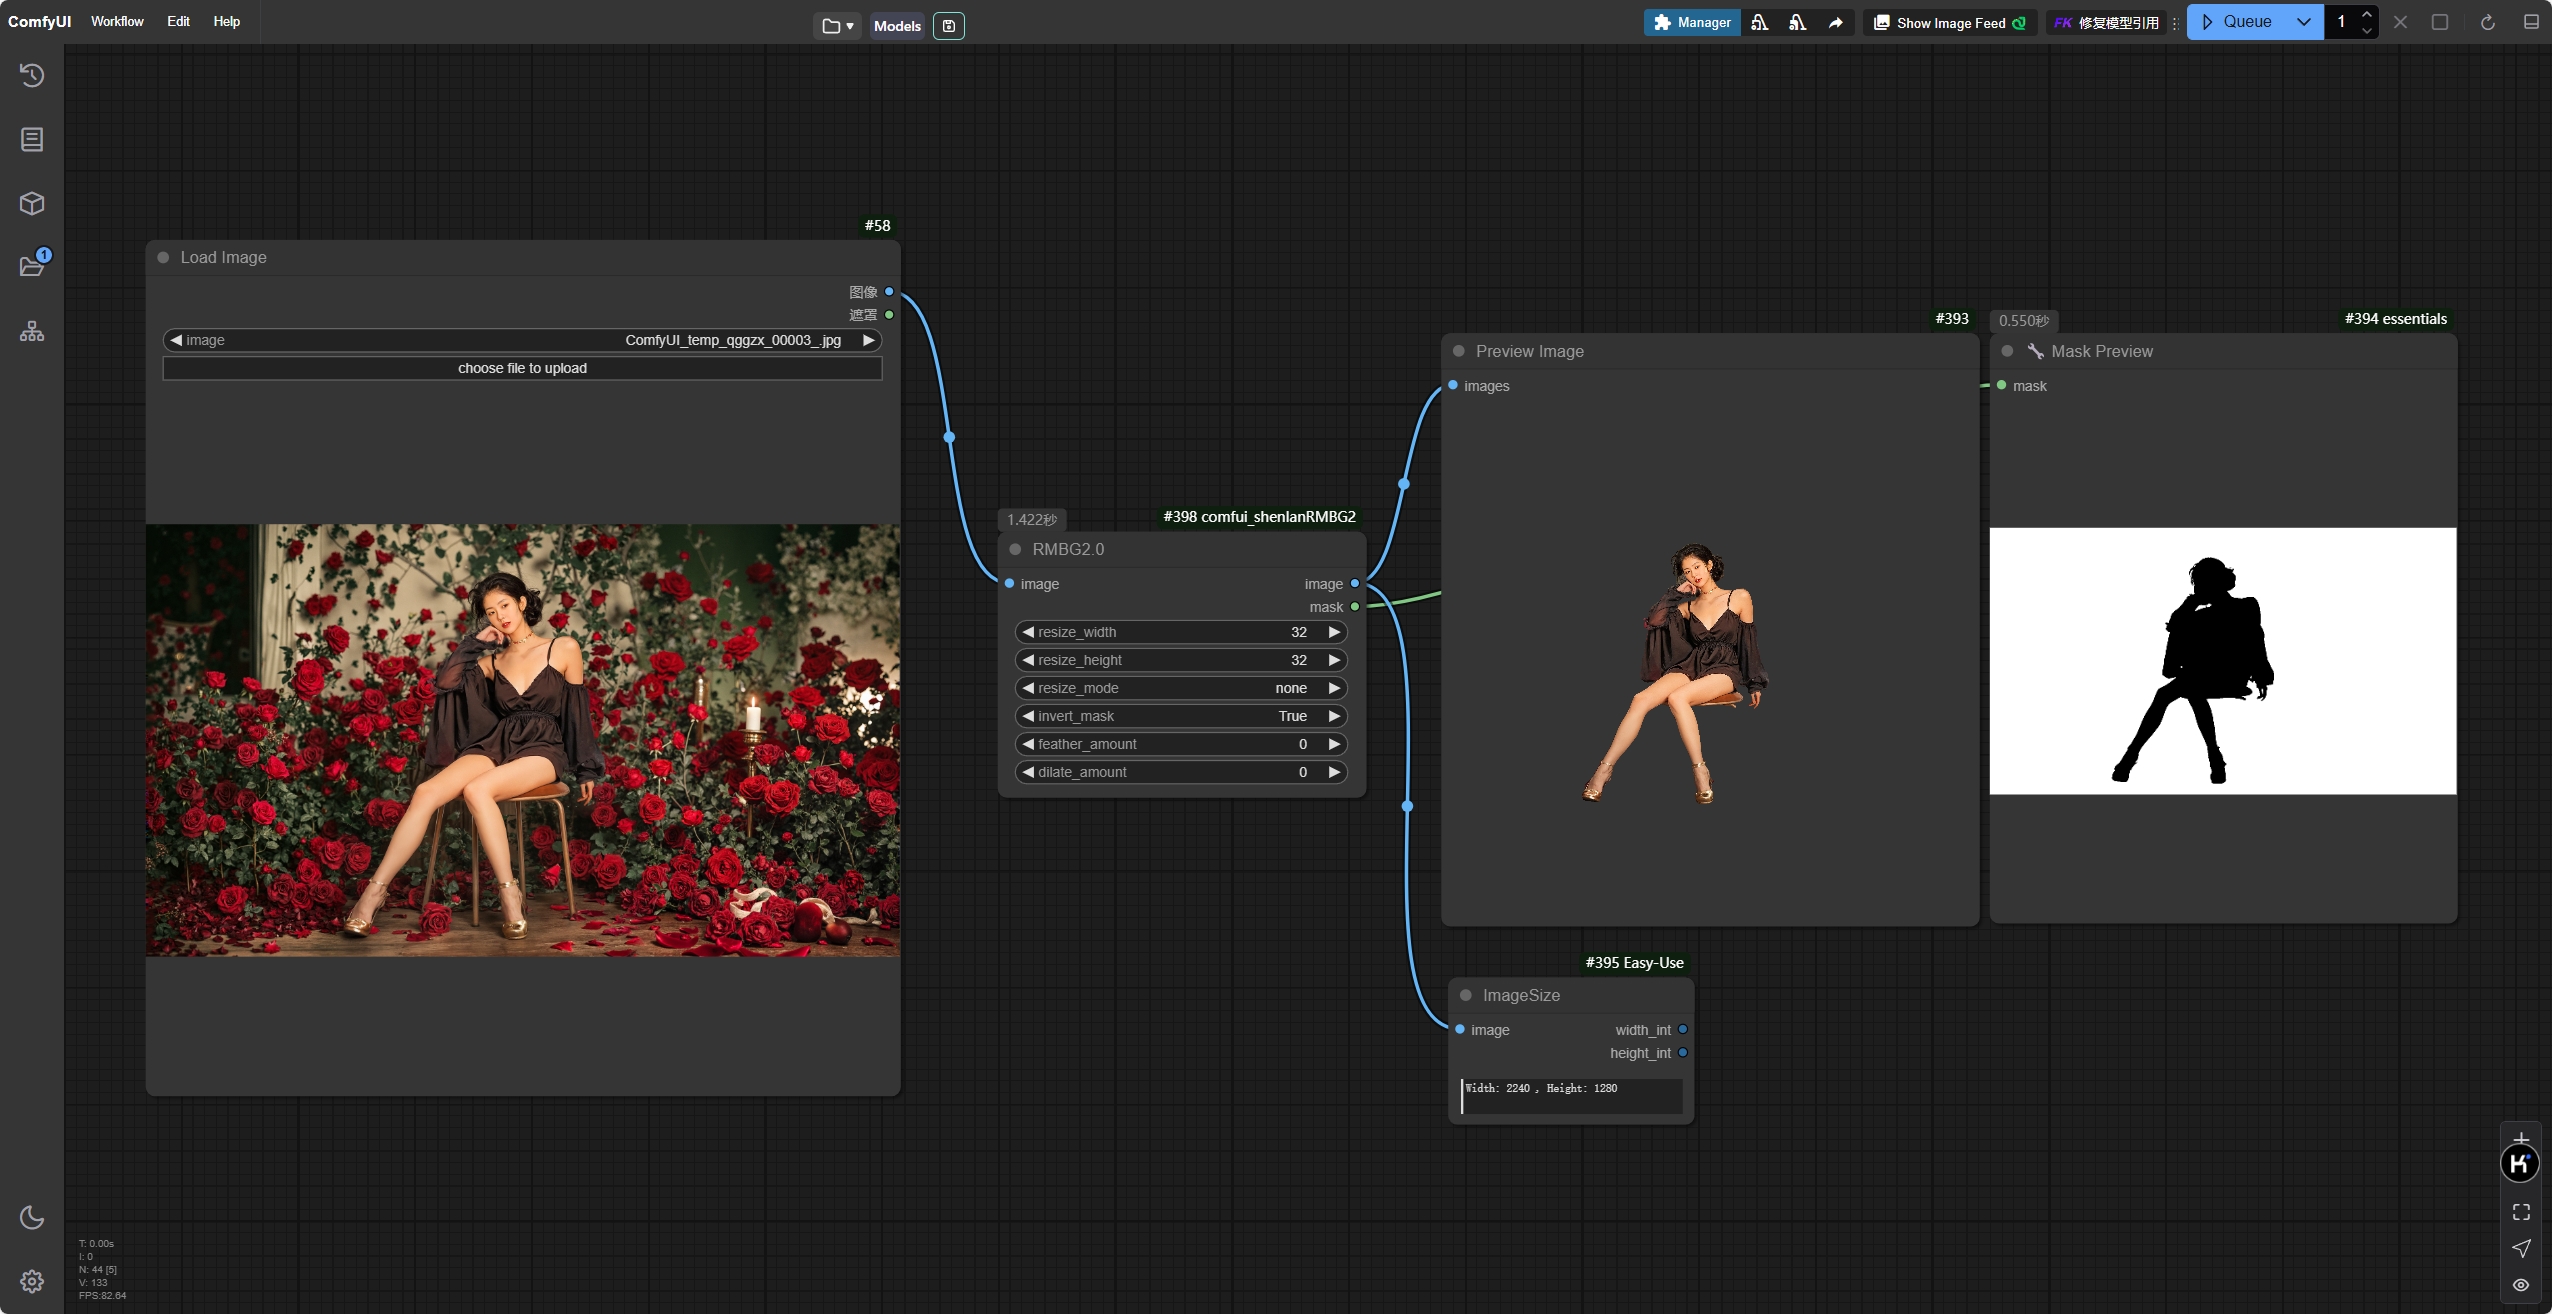 ComfyUI Workflow Edit Help
Models
Manager
Show Image Feed
FK 修复模型引用
Queue
1
1
#58
Load Image
图像
遮罩
image ComfyUI_temp_qggzx_00003_.jpg
choose file to upload
1.422秒
#398 comfui_shenlanRMBG2
RMBG2.0
image image
mask
resize_width 32
resize_height 32
resize_mode none
invert_mask True
feather_amount 0
dilate_amount 0
#393
Preview Image
images
0.550秒
#394 essentials
Mask Preview
mask
#395 Easy-Use
ImageSize
image width_int
height_int
Width: 2240 , Height: 1280
T: 0.00s
I: 0
N: 44 [5]
V: 133
FPS:82.64